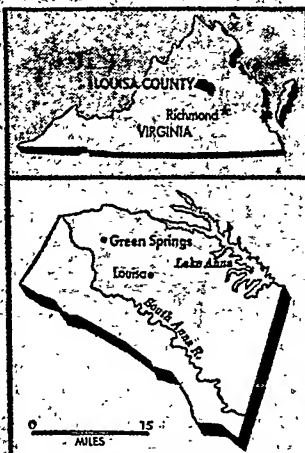 LOUISA COUNTY
Richmond
VIRGINIA
Green Springs
Lake Anna
Louisa
South Anna R.
0 15
MILES